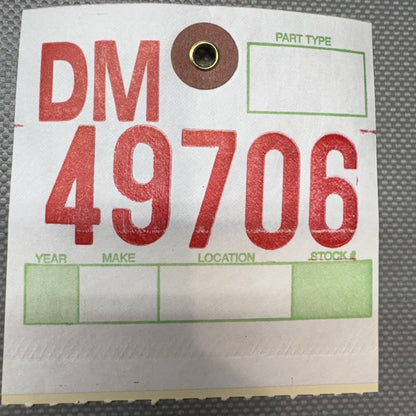 DM
PART TYPE
49706
YEAR MAKE LOCATION STOCK #